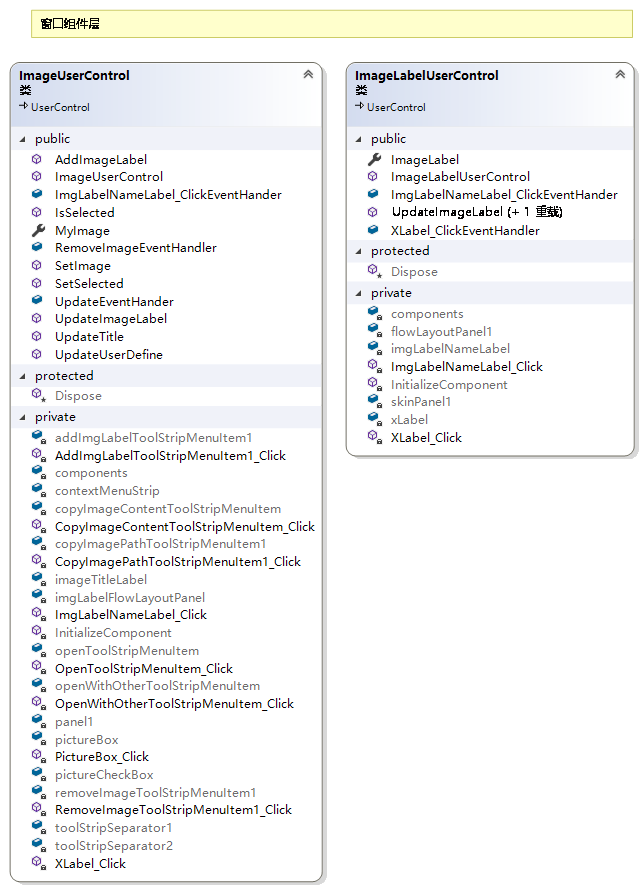 窗口组件层
ImageUserControl
类
UserControl
public
AddImageLabel
ImageUserControl
ImgLabelNameLabel_ClickEventHander
IsSelected
MyImage
RemoveImageEventHandler
SetImage
SetSelected
UpdateEventHander
UpdateImageLabel
UpdateTitle
UpdateUserDefine
protected
Dispose
private
addImgLabelToolStripMenuItem1
AddImgLabelToolStripMenuItem1_Click
components
contextMenuStrip
copyImageContentToolStripMenuItem
CopyImageContentToolStripMenuItem_Click
copyImagePathToolStripMenuItem1
CopyImagePathToolStripMenuItem1_Click
imageTitleLabel
imgLabelFlowLayoutPanel
ImgLabelNameLabel_Click
InitializeComponent
openToolStripMenuItem
OpenToolStripMenuItem_Click
openWithOtherToolStripMenuItem
OpenWithOtherToolStripMenuItem_Click
panel1
pictureBox
PictureBox_Click
pictureCheckBox
removeImageToolStripMenuItem1
RemoveImageToolStripMenuItem1_Click
toolStripSeparator1
toolStripSeparator2
XLabel_Click
ImageLabelUserControl
类
UserControl
public
ImageLabel
ImageLabelUserControl
ImgLabelNameLabel_ClickEventHander
UpdateImageLabel (+ 1 重载)
XLabel_ClickEventHandler
protected
Dispose
private
components
flowLayoutPanel1
imgLabelNameLabel
ImgLabelNameLabel_Click
InitializeComponent
skinPanel1
xLabel
XLabel_Click